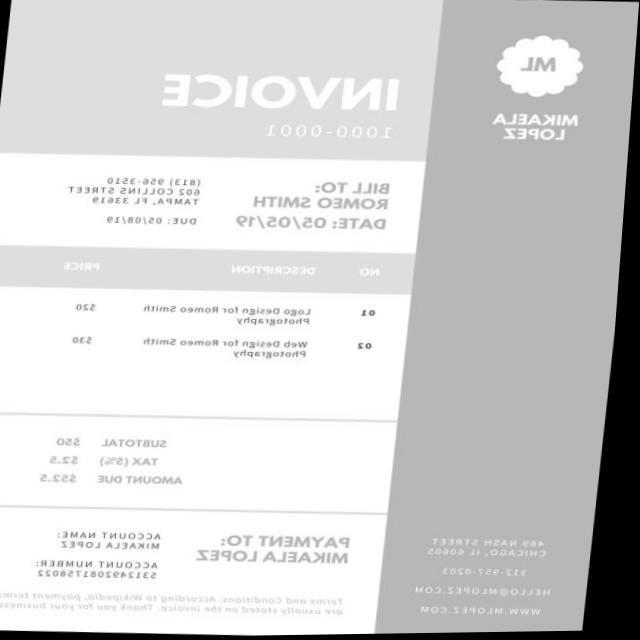 ML
MIKAELA
LOPEZ
INVOICE
1000-0001
BILL TO:
ROMEO SMITH
DATE: 05/05/19
(813) 956-3510
602 COLLINS STREET
TAMPA, FL 33619
DUE: 05/08/19
NO DESCRIPTION PRICE
01 Logo Design for Romeo Smith $20
Photography
02 Web Design for Romeo Smith $30
Photography
SUBTOTAL $50
TAX (5%) $2.5
AMOUNT DUE $52.5
PAYMENT TO:
MIKAELA LOPEZ
ACCOUNT NAME:
MIKAELA LOPEZ
ACCOUNT NUMBER:
5312492081758022
Terms and Conditions. According to Wikipedia, payment
are usually stated on the invoice. Thank you for your business
469 NASH STREET
CHICAGO, IL 60605
312-957-0203
HELLO@MLOPEZ.COM
WWW.MLOPEZ.COM